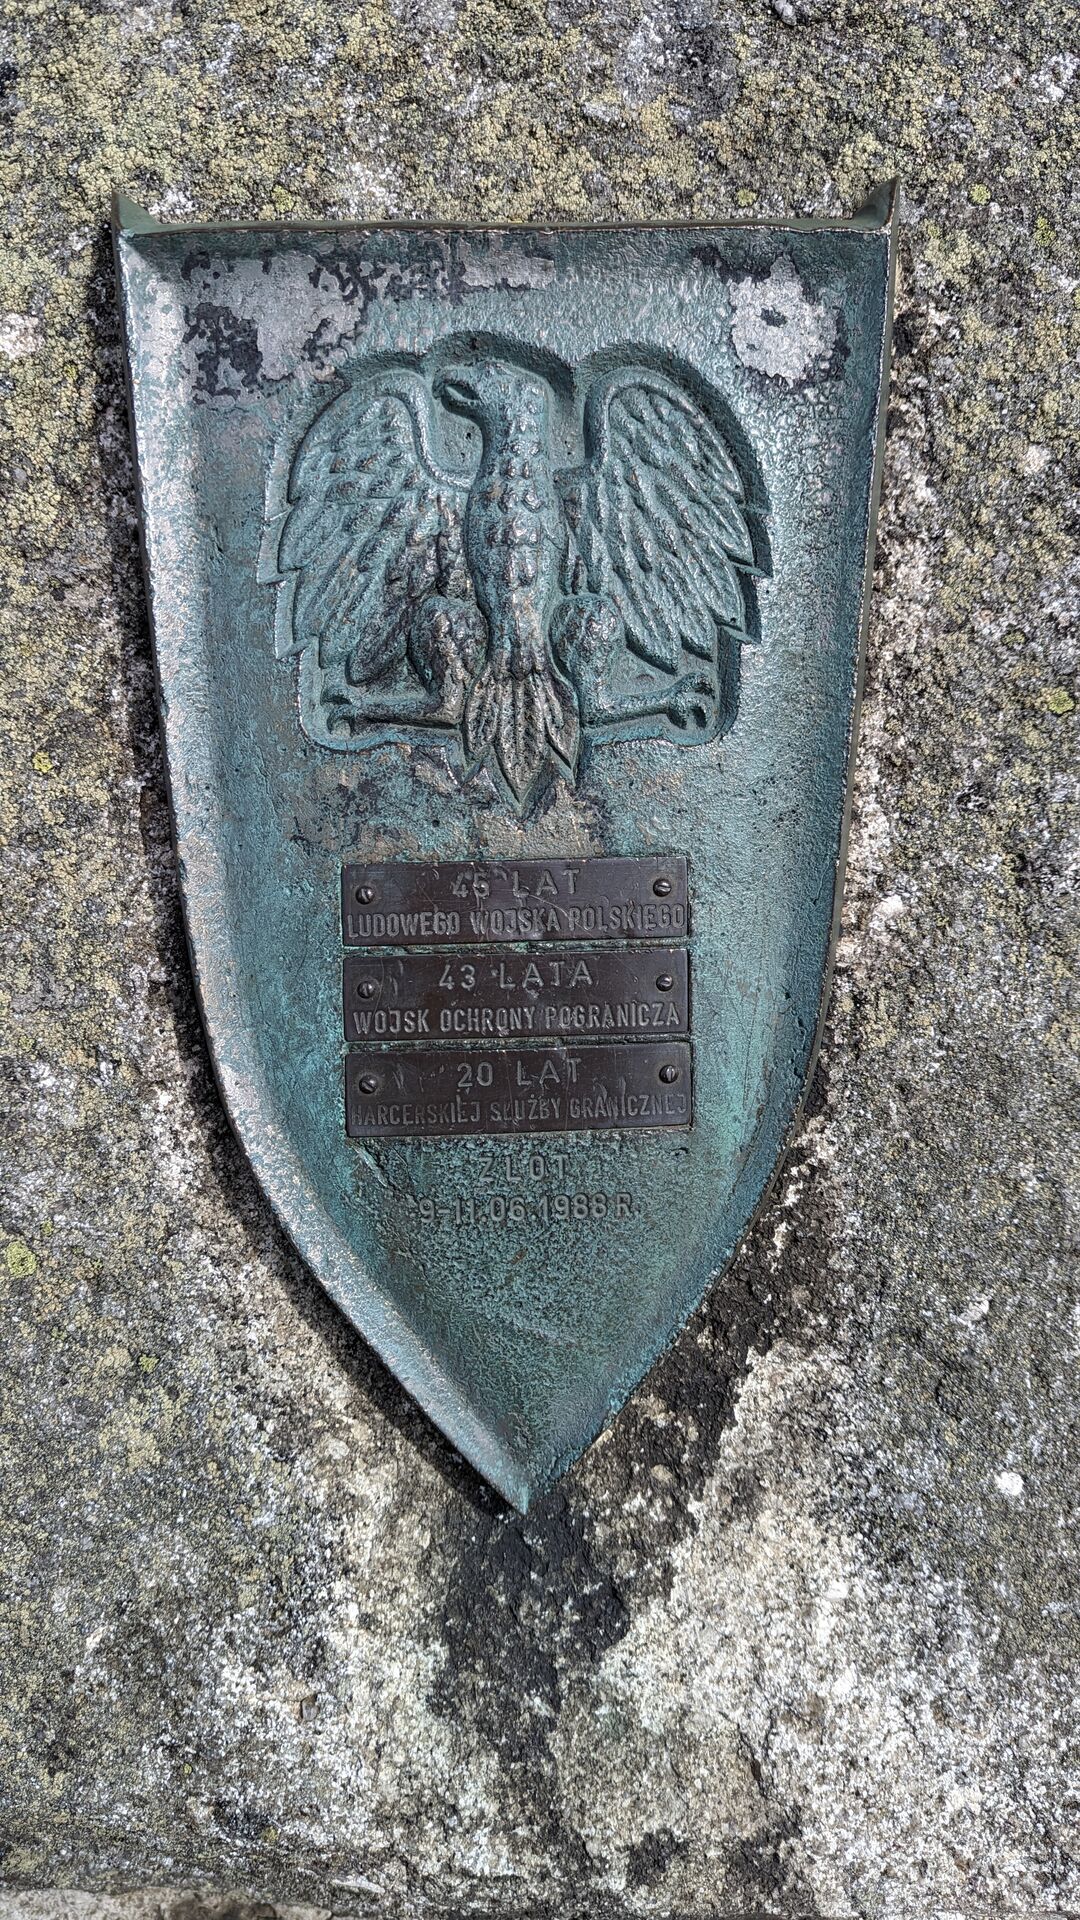 45 LAT
LUDOWEGO WOJSKA POLSKIEGO
43 LATA
WOJSK OCHRONY POGRANICZA
20 LAT
HARCERSKIEJ SŁUŻBY GRANICZNEJ
ZLOT
9-11.06.1988 R.